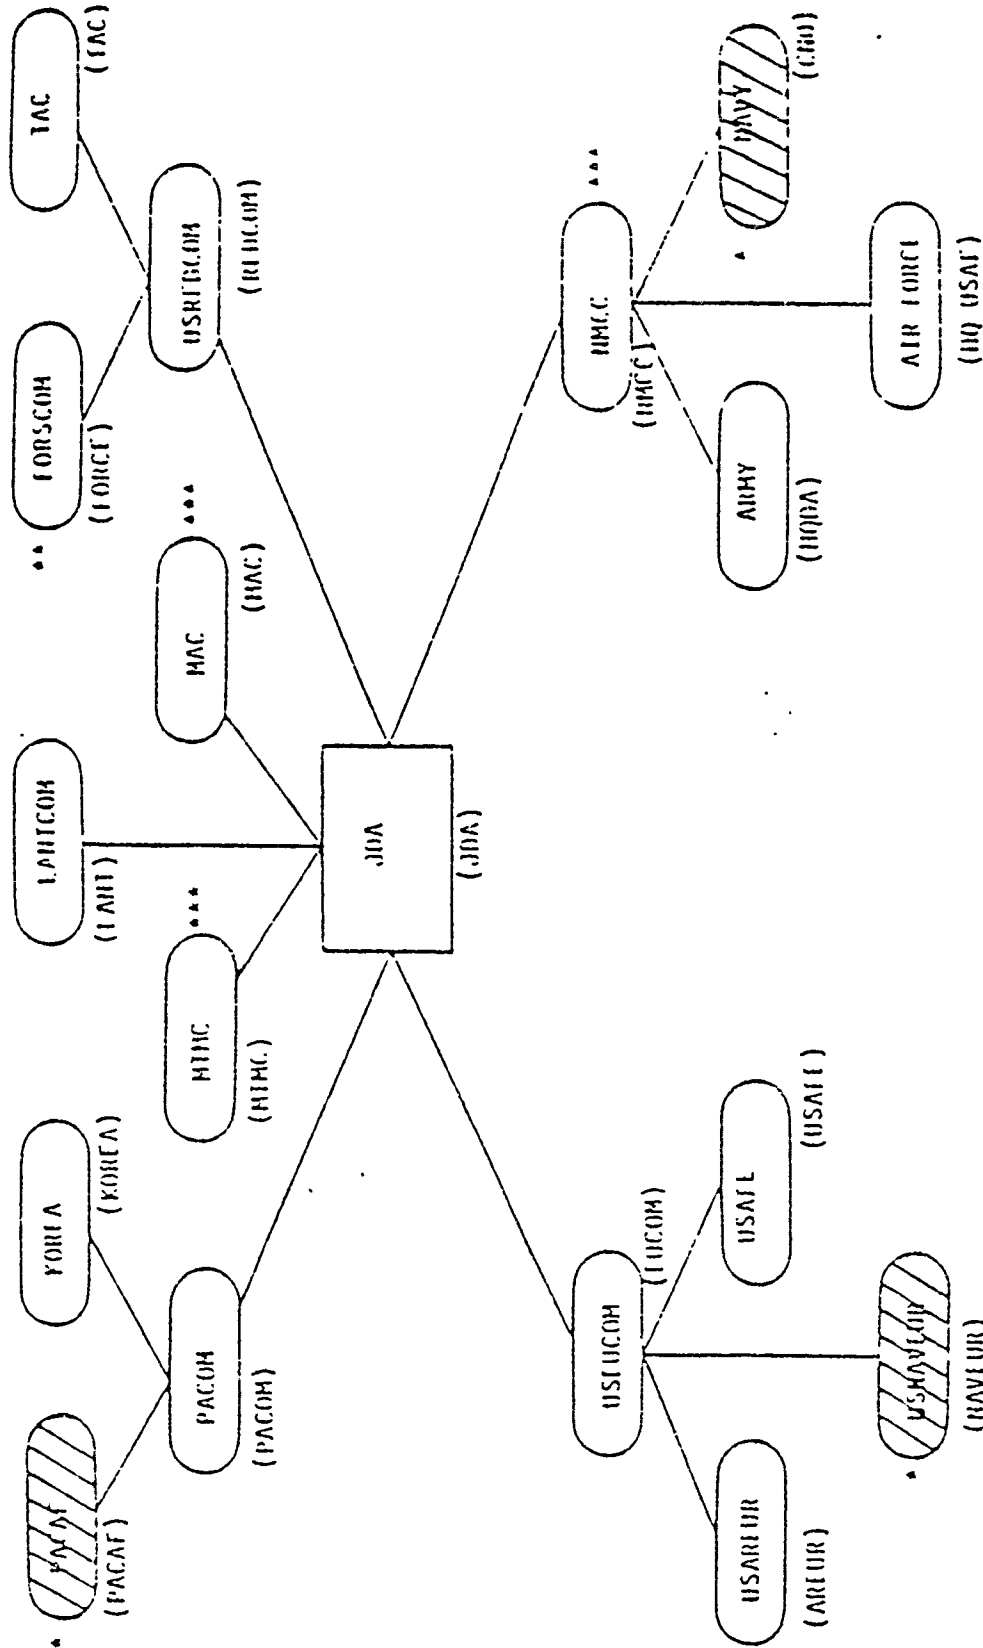 PACAF
(PACAF)
*
KOREA
(KOREA)
PACOM
(PACOM)
LANTCOM
(LANT)
MTMC
(MTMC)
***
MAC
(MAC)
***
FORSCOM
(FORCE)
**
TAC
(TAC)
USREDCOM
(REDCOM)
JDA
(JDA)
USEUCOM
(EUCOM)
USAREUR
(AREUR)
USAFE
(USAFE)
USNAVEUR
(NAVEUR)
*
NMCC
(NMCC)
***
ARMY
(HQDA)
NAVY
(CNO)
*
AIR FORCE
(HQ USAF)